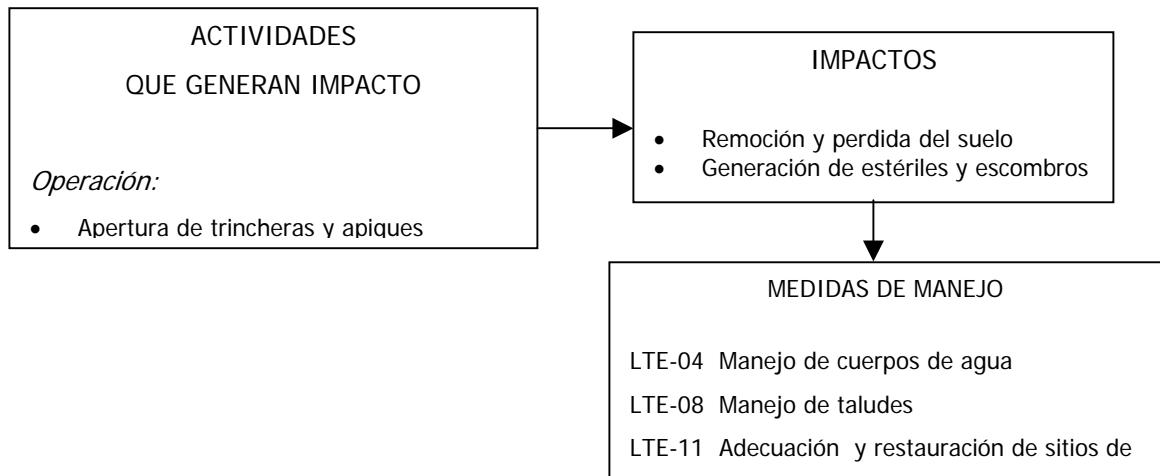 ACTIVIDADES
QUE GENERAN IMPACTO
Operación:
• Apertura de trincheras y apiques
IMPACTOS
• Remoción y perdida del suelo
• Generación de estériles y escombros
MEDIDAS DE MANEJO
LTE-04 Manejo de cuerpos de agua
LTE-08 Manejo de taludes
LTE-11 Adecuación y restauración de sitios de